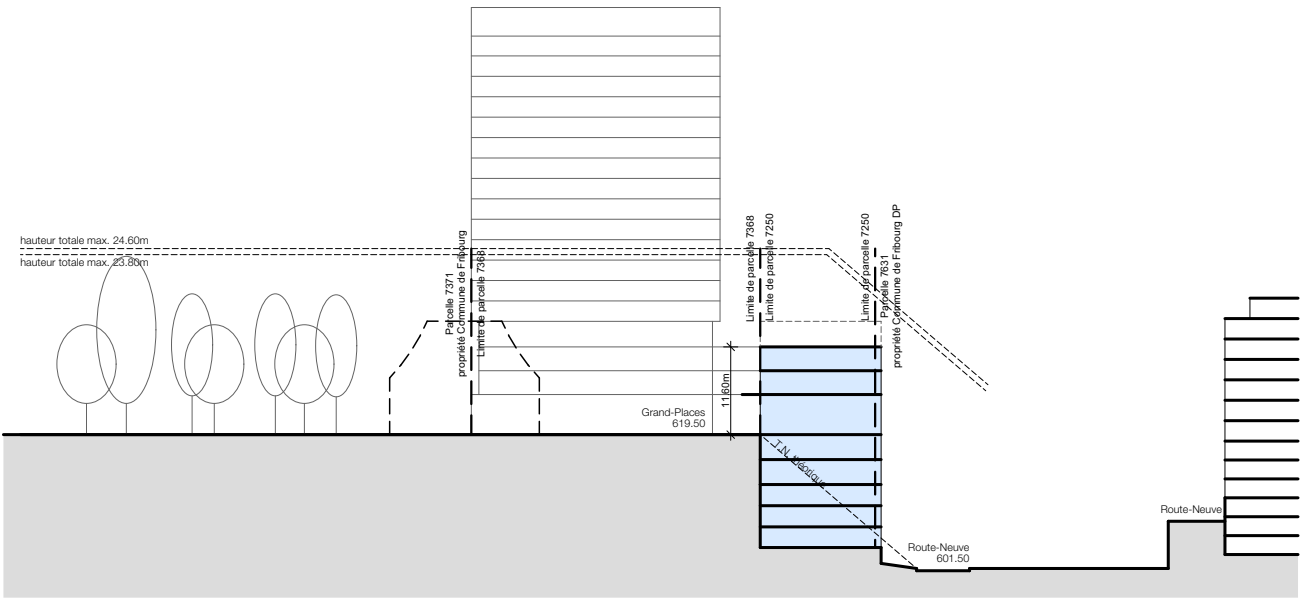 hauteur totale max. 24.60m
hauteur totale max. 23.80m
Parcelle 7371
propriété Commune de Fribourg
Limite de parcelle 7368
Limite de parcelle 7368
Limite de parcelle 7250
Limite de parcelle 7250
Parcelle 7631
propriété Commune de Fribourg DP
11.60m
Grand-Places
619.50
T.N. théorique
Route-Neuve
601.50
Route-Neuve